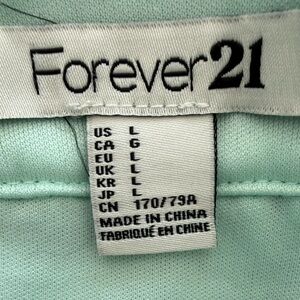 Forever21
US L
CA G
EU L
UK L
KR L
JP L
CN 170/79A
MADE IN CHINA
FABRIQUÉ EN CHINE